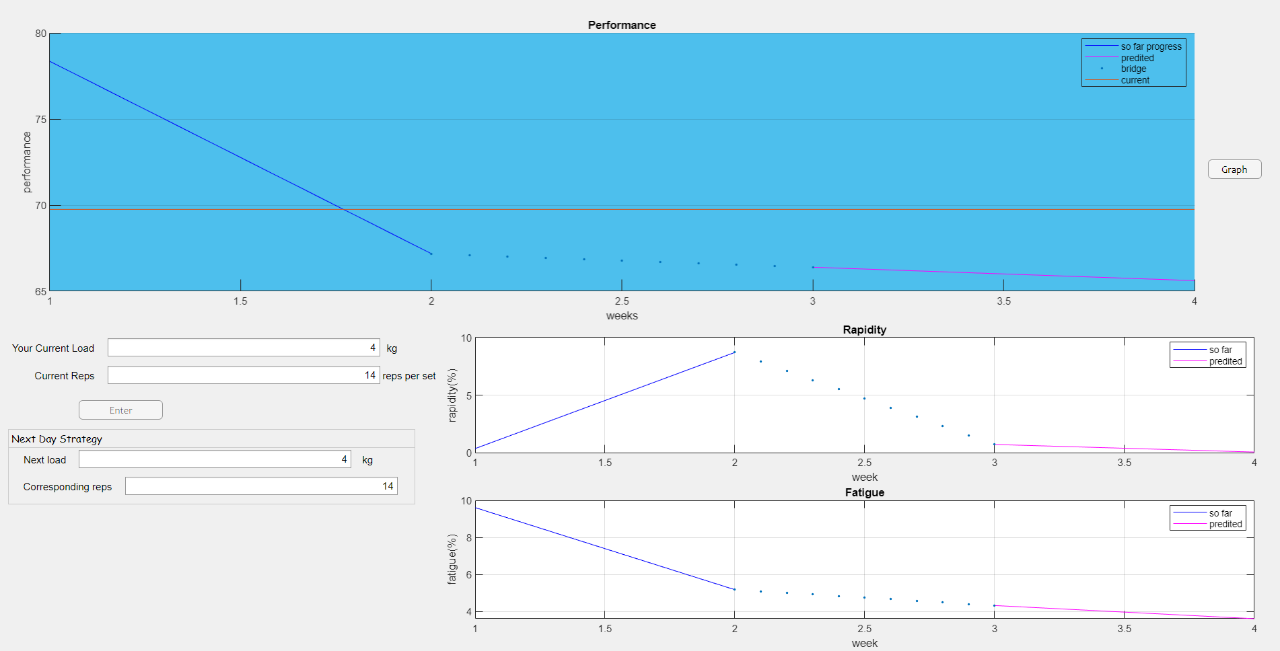 Performance
80
75
70
65
performance
1
1.5
2
2.5
3
3.5
4
weeks
so far progress
predited
bridge
current
Graph
Your Current Load 4 kg
Current Reps 14 reps per set
Enter
Next Day Strategy
Next load 4 kg
Corresponding reps 14
Rapidity
10
5
0
rapidity(%)
1
1.5
2
2.5
3
3.5
4
week
so far
predited
Fatigue
10
8
6
4
fatigue(%)
1
1.5
2
2.5
3
3.5
4
week
so far
predited